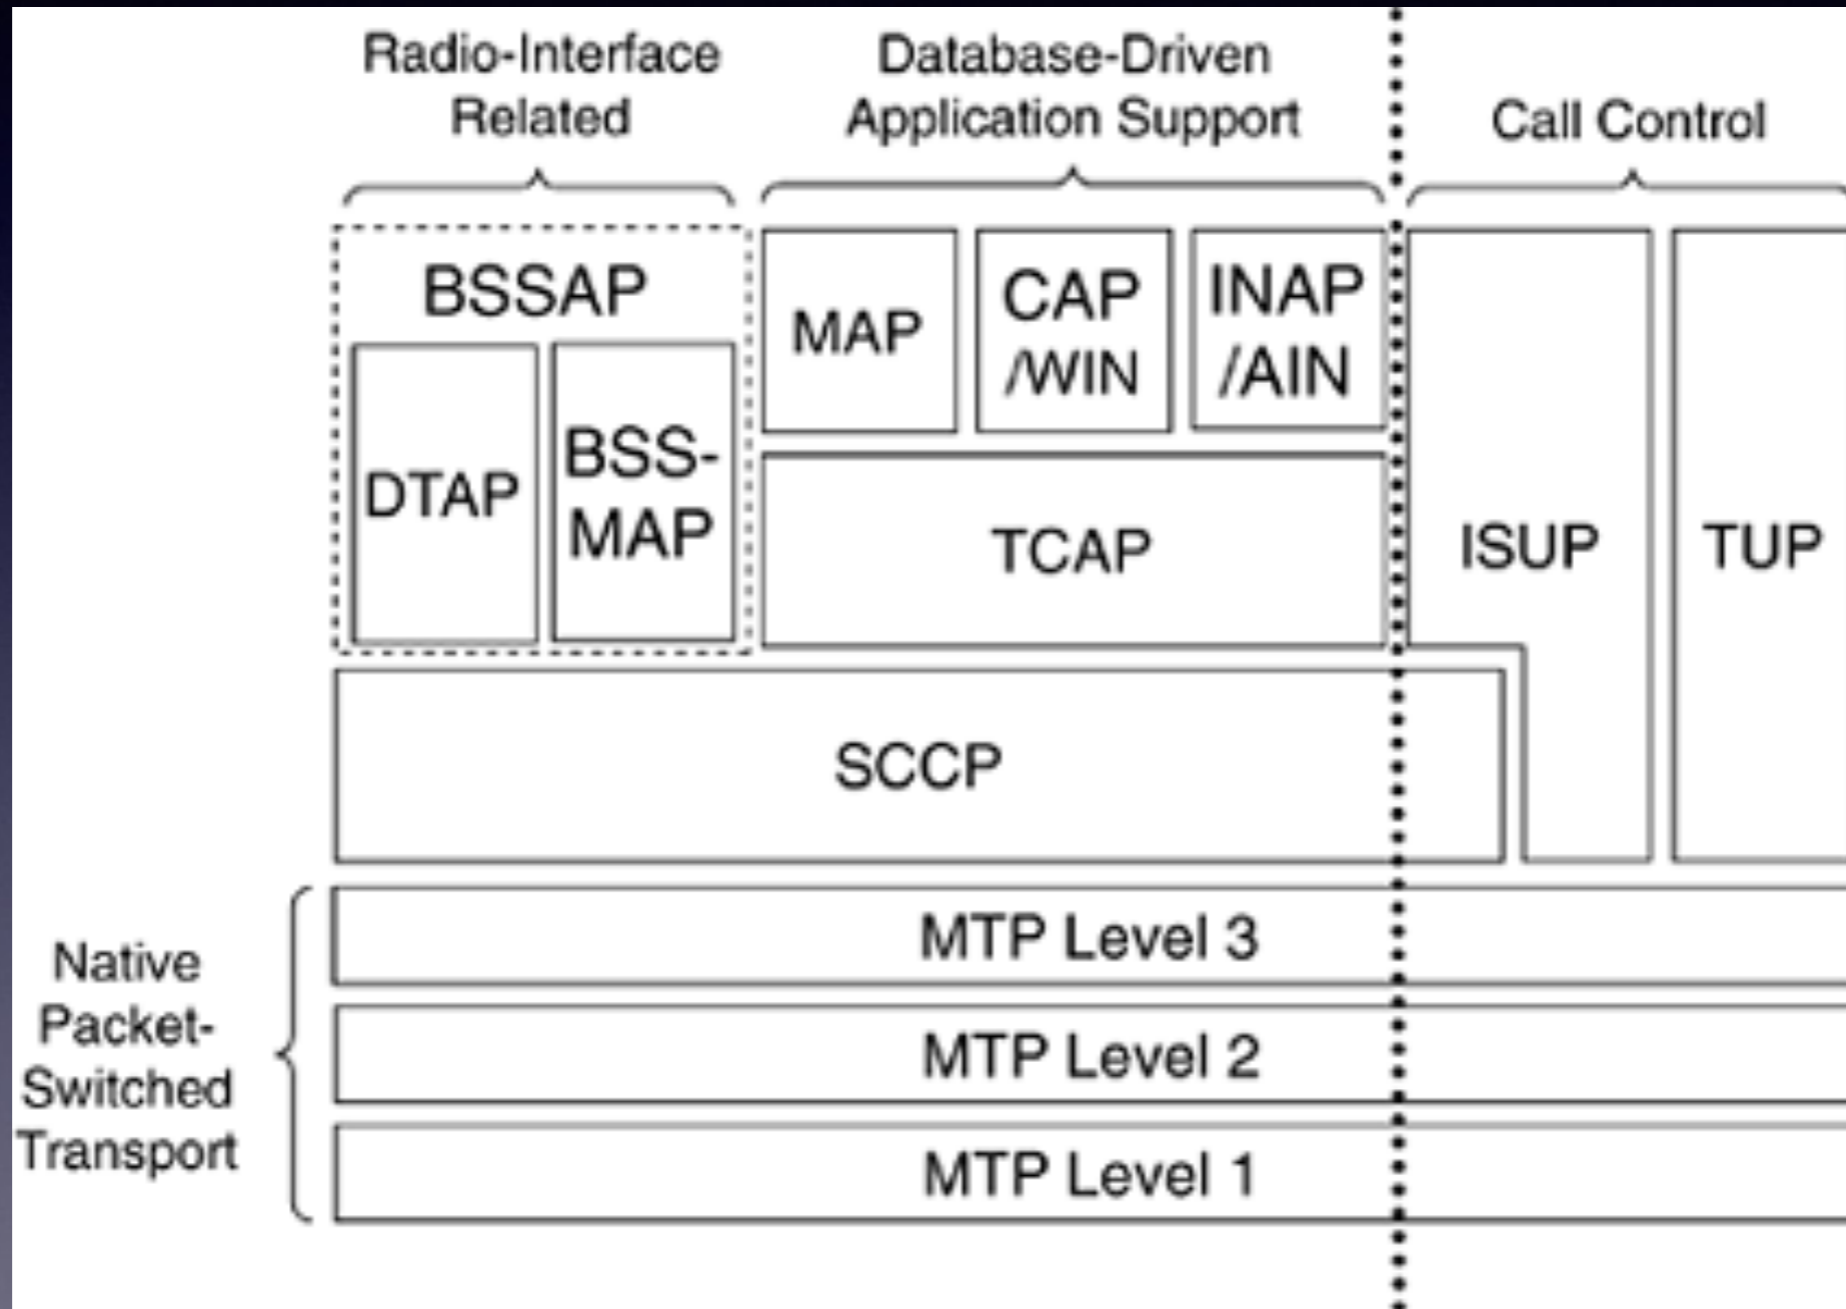 Radio-Interface
Related
Database-Driven
Application Support
Call Control
BSSAP
DTAP
BSS-
MAP
MAP
CAP
/WIN
INAP
/AIN
TCAP
ISUP
TUP
SCCP
Native
Packet-
Switched
Transport
MTP Level 3
MTP Level 2
MTP Level 1